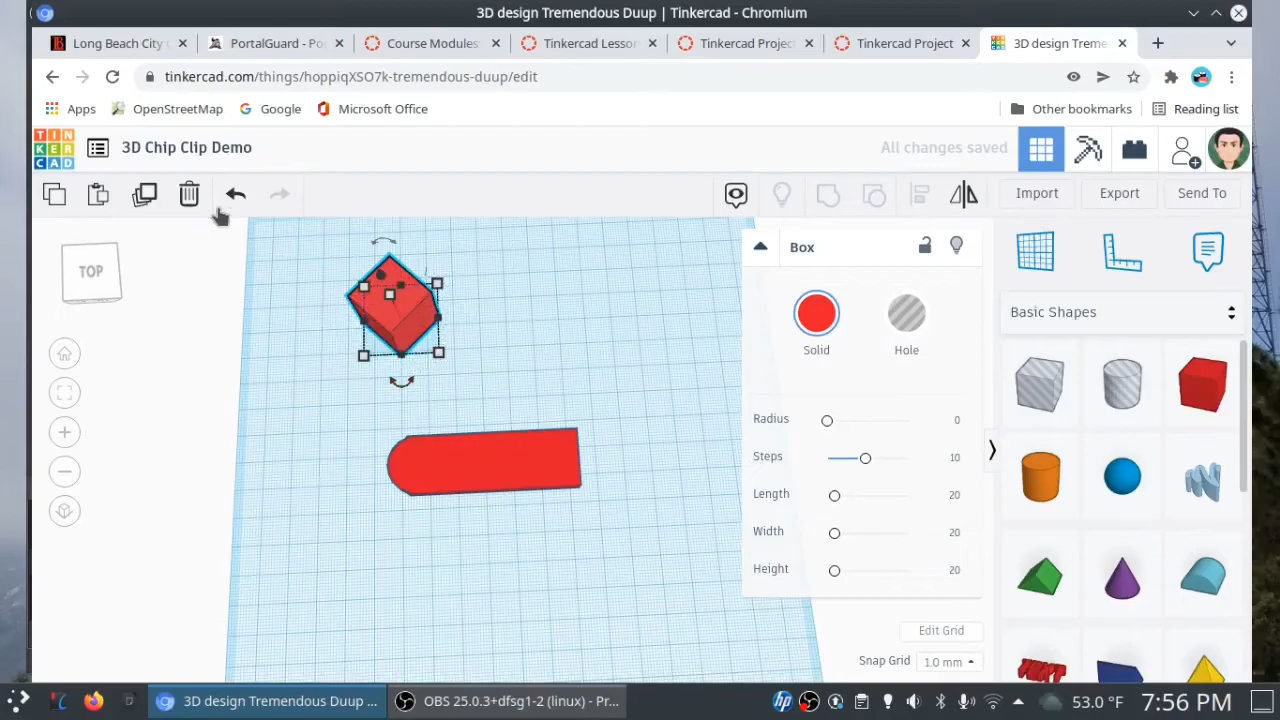 3D design Tremendous Duup | Tinkercad - Chromium
Long Beach City
PortalGuard - Po
Course Modules:
Tinkercad Lesson
Tinkercad Projec
Tinkercad Project
3D design Treme
tinkercad.com/things/hoppiqXSO7k-tremendous-duup/edit
Apps
OpenStreetMap
Google
Microsoft Office
Other bookmarks
Reading list
TIN
KER
CAD
3D Chip Clip Demo
All changes saved
Import
Export
Send To
TOP
Box
Solid
Hole
Radius 0
Steps 10
Length 20
Width 20
Height 20
Basic Shapes
Edit Grid
Snap Grid 1.0 mm
3D design Tremendous Duup ...
OBS 25.0.3+dfsg1-2 (linux) - Pr...
53.0 °F
7:56 PM